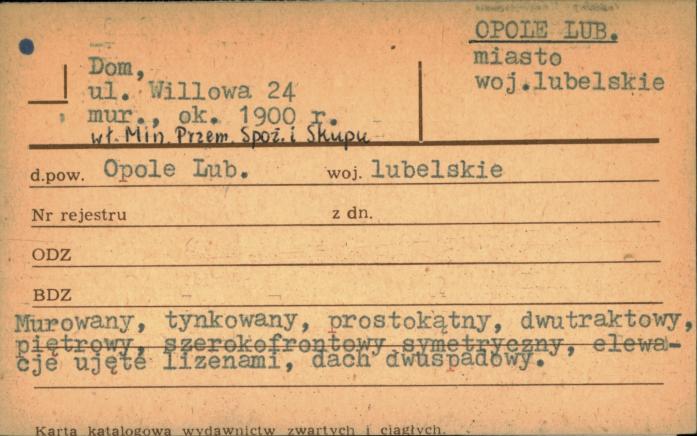 OPOLE LUB.
miasto
woj.lubelskie
Dom,
ul. Willowa 24
mur., ok. 1900 r.
wł. Min. Przem. Spoż. i Skupu
d.pow. Opole Lub. woj. lubelskie
Nr rejestru z dn.
ODZ
BDZ
Murowany, tynkowany, prostokątny, dwutraktowy,
piętrowy, szerokofrontowy symetryczny, elewa-
cje ujęte lizenami, dach dwuspadowy.
Karta katalogowa wydawnictw zwartych i ciągłych.